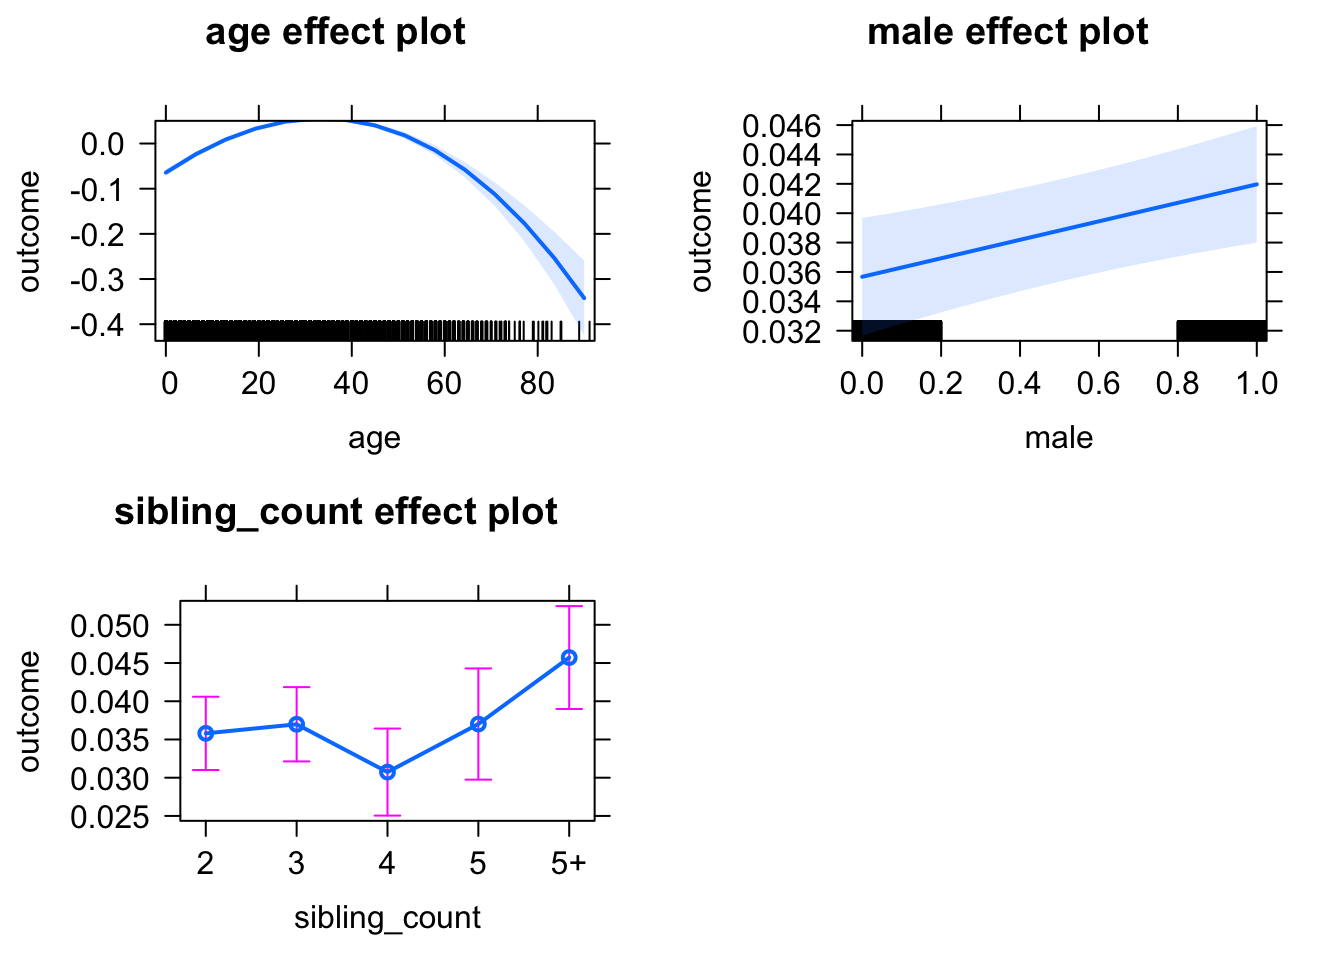 age effect plot
outcome
0.0
-0.1
-0.2
-0.3
-0.4
0 20 40 60 80
age
male effect plot
outcome
0.046
0.044
0.042
0.040
0.038
0.036
0.034
0.032
0.0 0.2 0.4 0.6 0.8 1.0
male
sibling_count effect plot
outcome
0.050
0.045
0.040
0.035
0.030
0.025
2 3 4 5 5+
sibling_count